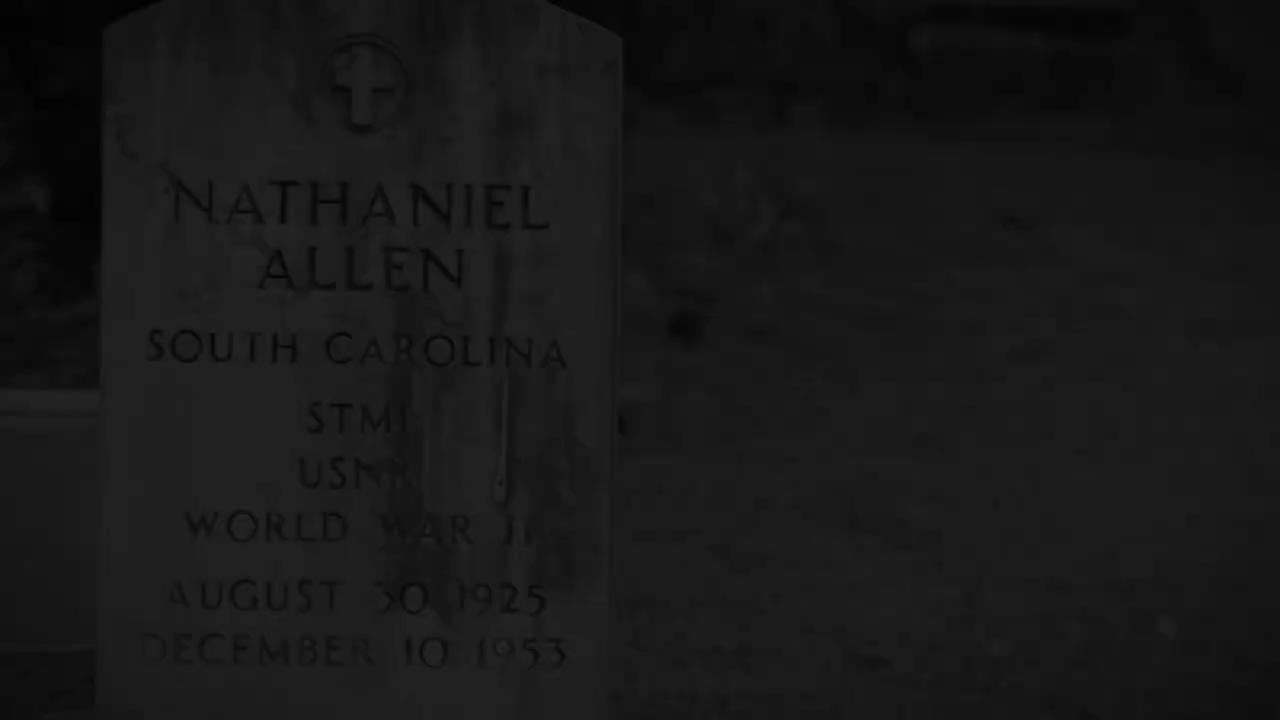 NATHANIEL
ALLEN
SOUTH CAROLINA
STM1
USNR
WORLD WAR II
AUGUST 30 1925
DECEMBER 10 1953